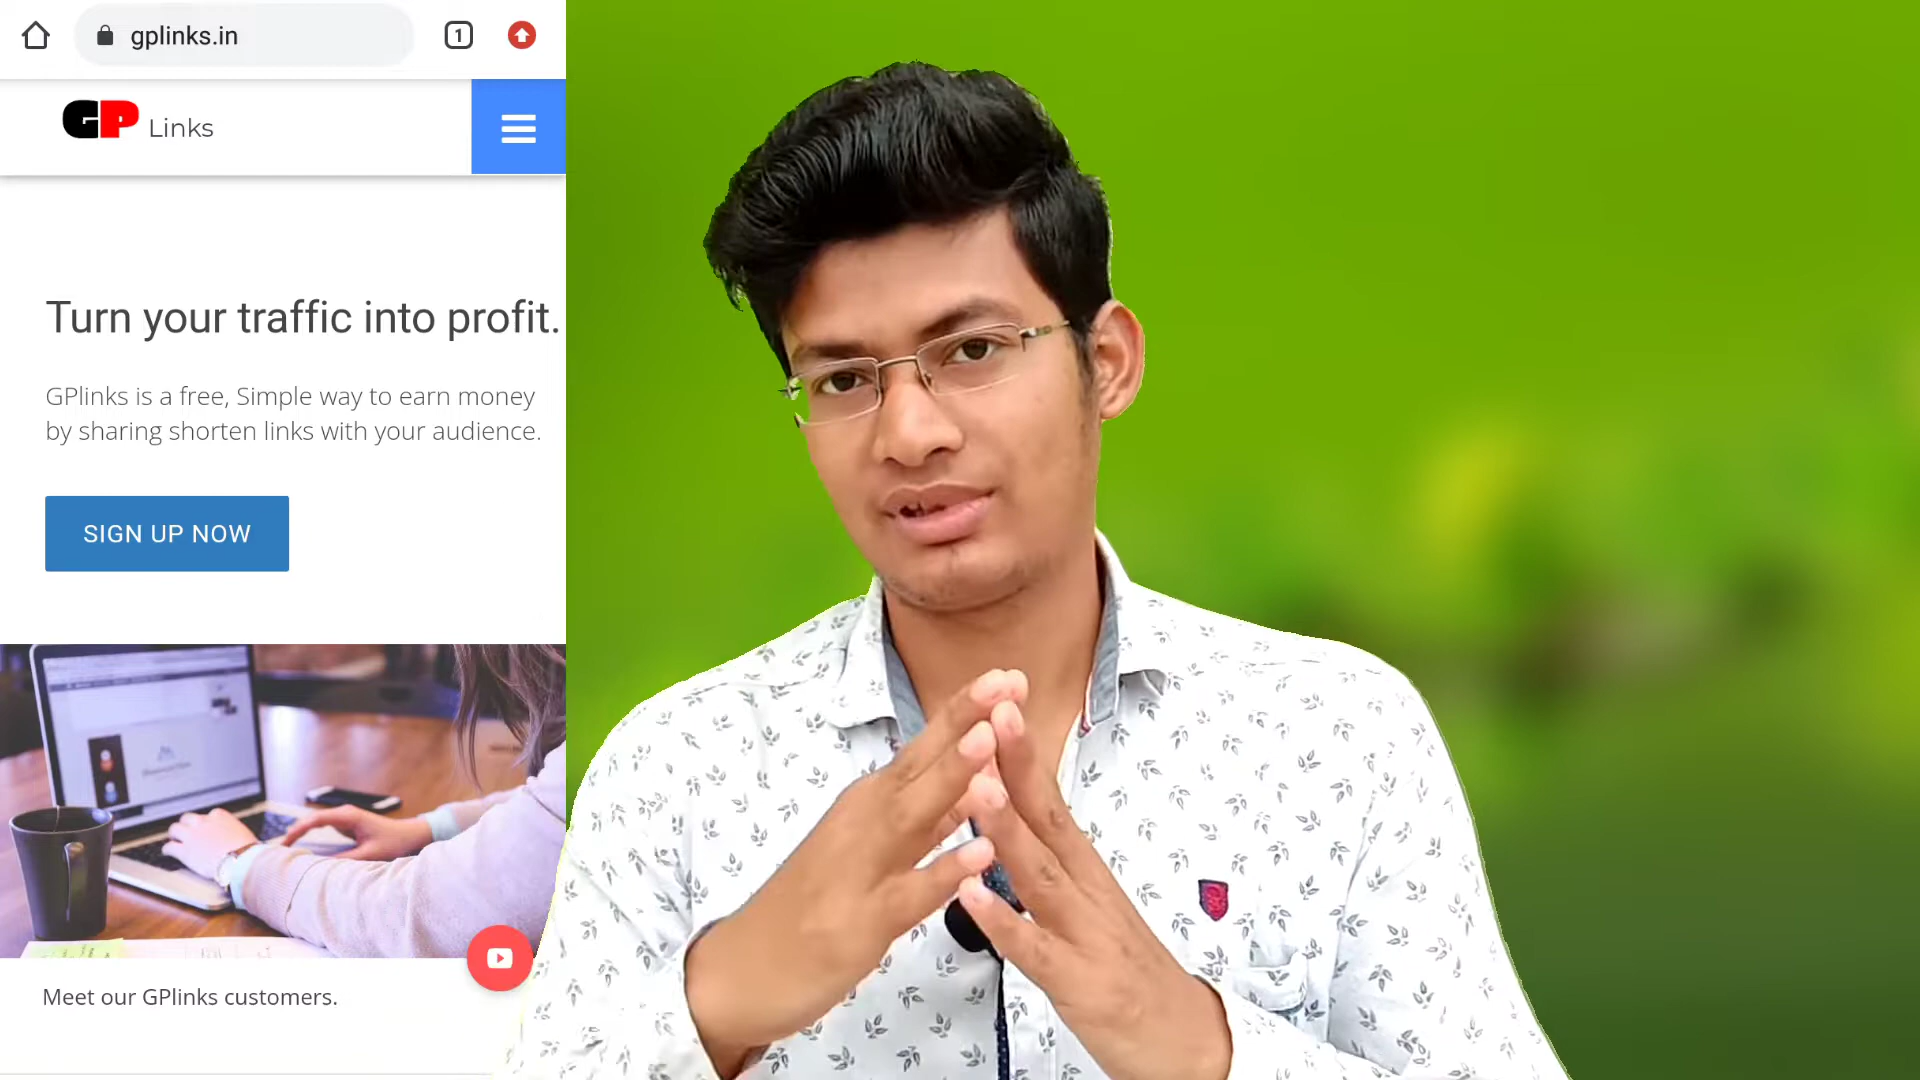 gplinks.in
1
GP Links
Turn your traffic into profit.
GPlinks is a free, Simple way to earn money
by sharing shorten links with your audience.
SIGN UP NOW
Meet our GPlinks customers.